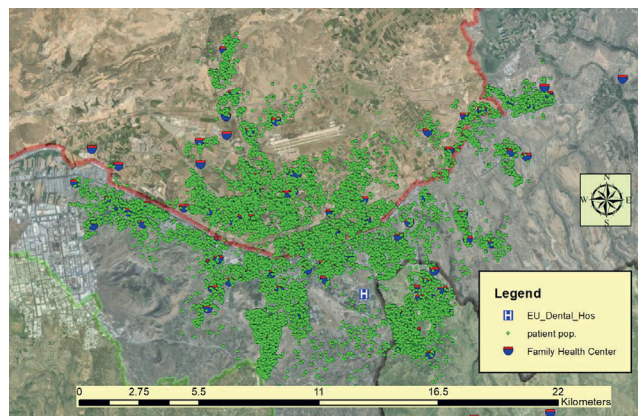 N
W E
S
Legend
EU_Dental_Hos
patient pop.
Family Health Center
0 2.75 5.5 11 16.5 22
Kilometers